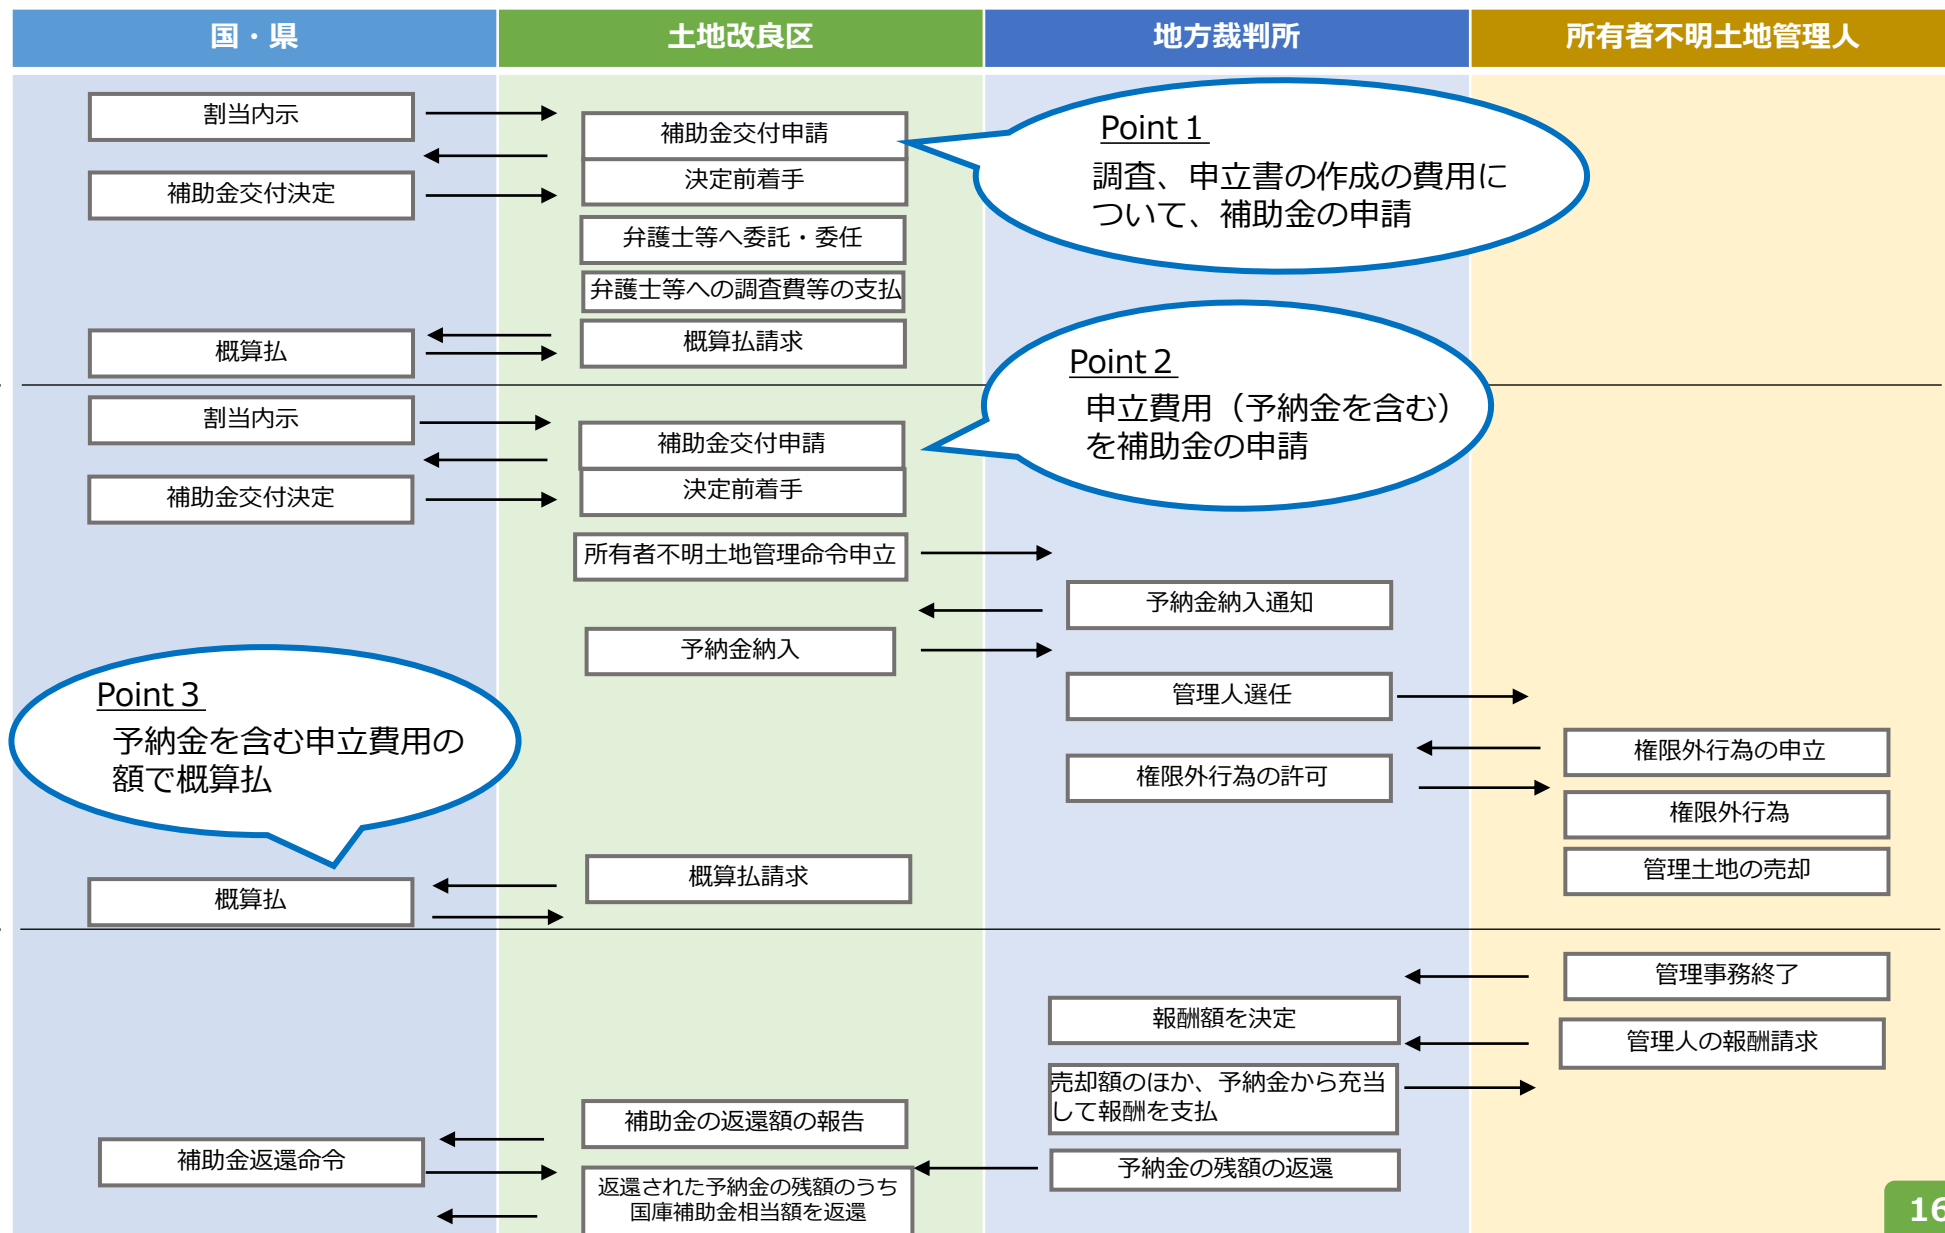 国・県
土地改良区
地方裁判所
所有者不明土地管理人
割当内示
補助金交付申請
決定前着手
補助金交付決定
弁護士等へ委託・委任
弁護士等への調査費等の支払
概算払請求
概算払
Point１
調査、申立書の作成の費用に
ついて、補助金の申請
割当内示
補助金交付申請
決定前着手
補助金交付決定
Point２
申立費用（予納金を含む）
を補助金の申請
所有者不明土地管理命令申立
予納金納入通知
予納金納入
管理人選任
権限外行為の申立
権限外行為の許可
権限外行為
管理土地の売却
Point３
予納金を含む申立費用の
額で概算払
概算払請求
概算払
管理事務終了
報酬額を決定
管理人の報酬請求
売却額のほか、予納金から充当
して報酬を支払
補助金の返還額の報告
補助金返還命令
予納金の残額の返還
返還された予納金の残額のうち
国庫補助金相当額を返還
16